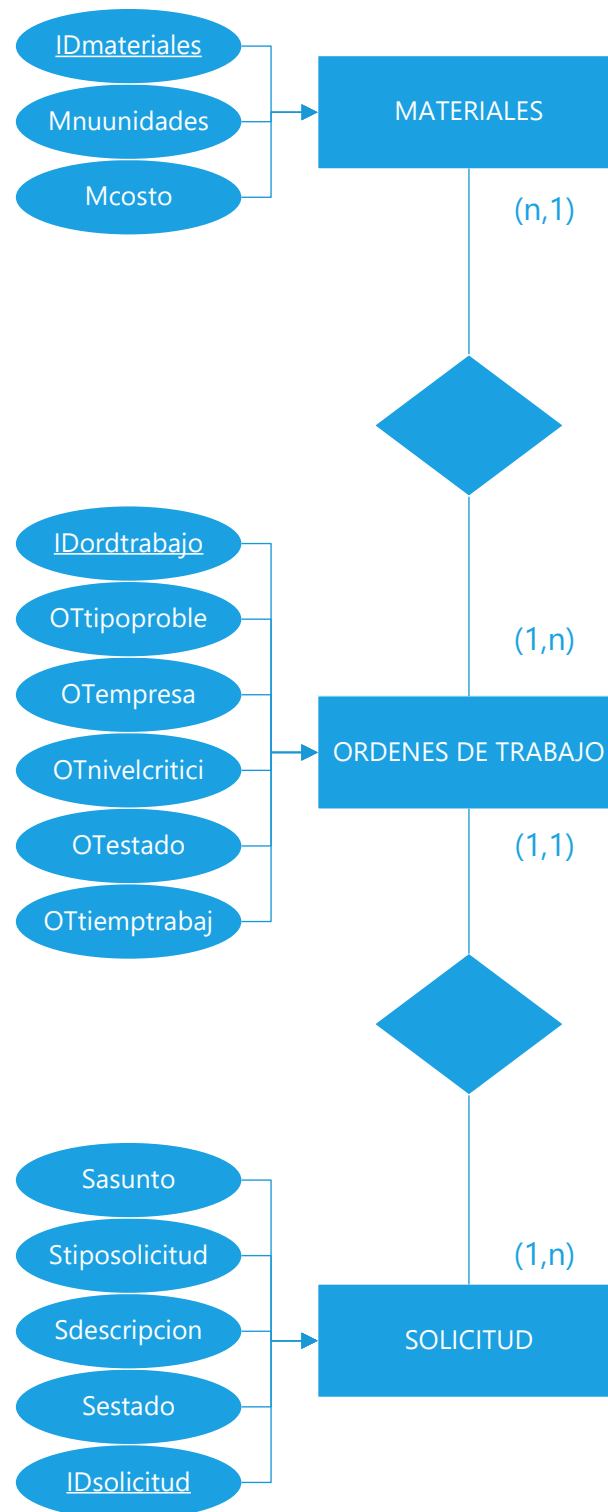 IDmateriales
Mnuunidades
Mcosto
MATERIALES
(n,1)
(1,n)
IDordtrabajo
OTtipoproble
OTempresa
OTnivelcritici
OTestado
OTtiemptrabaj
ORDENES DE TRABAJO
(1,1)
(1,n)
Sasunto
Stiposolicitud
Sdescripcion
Sestado
IDsolicitud
SOLICITUD